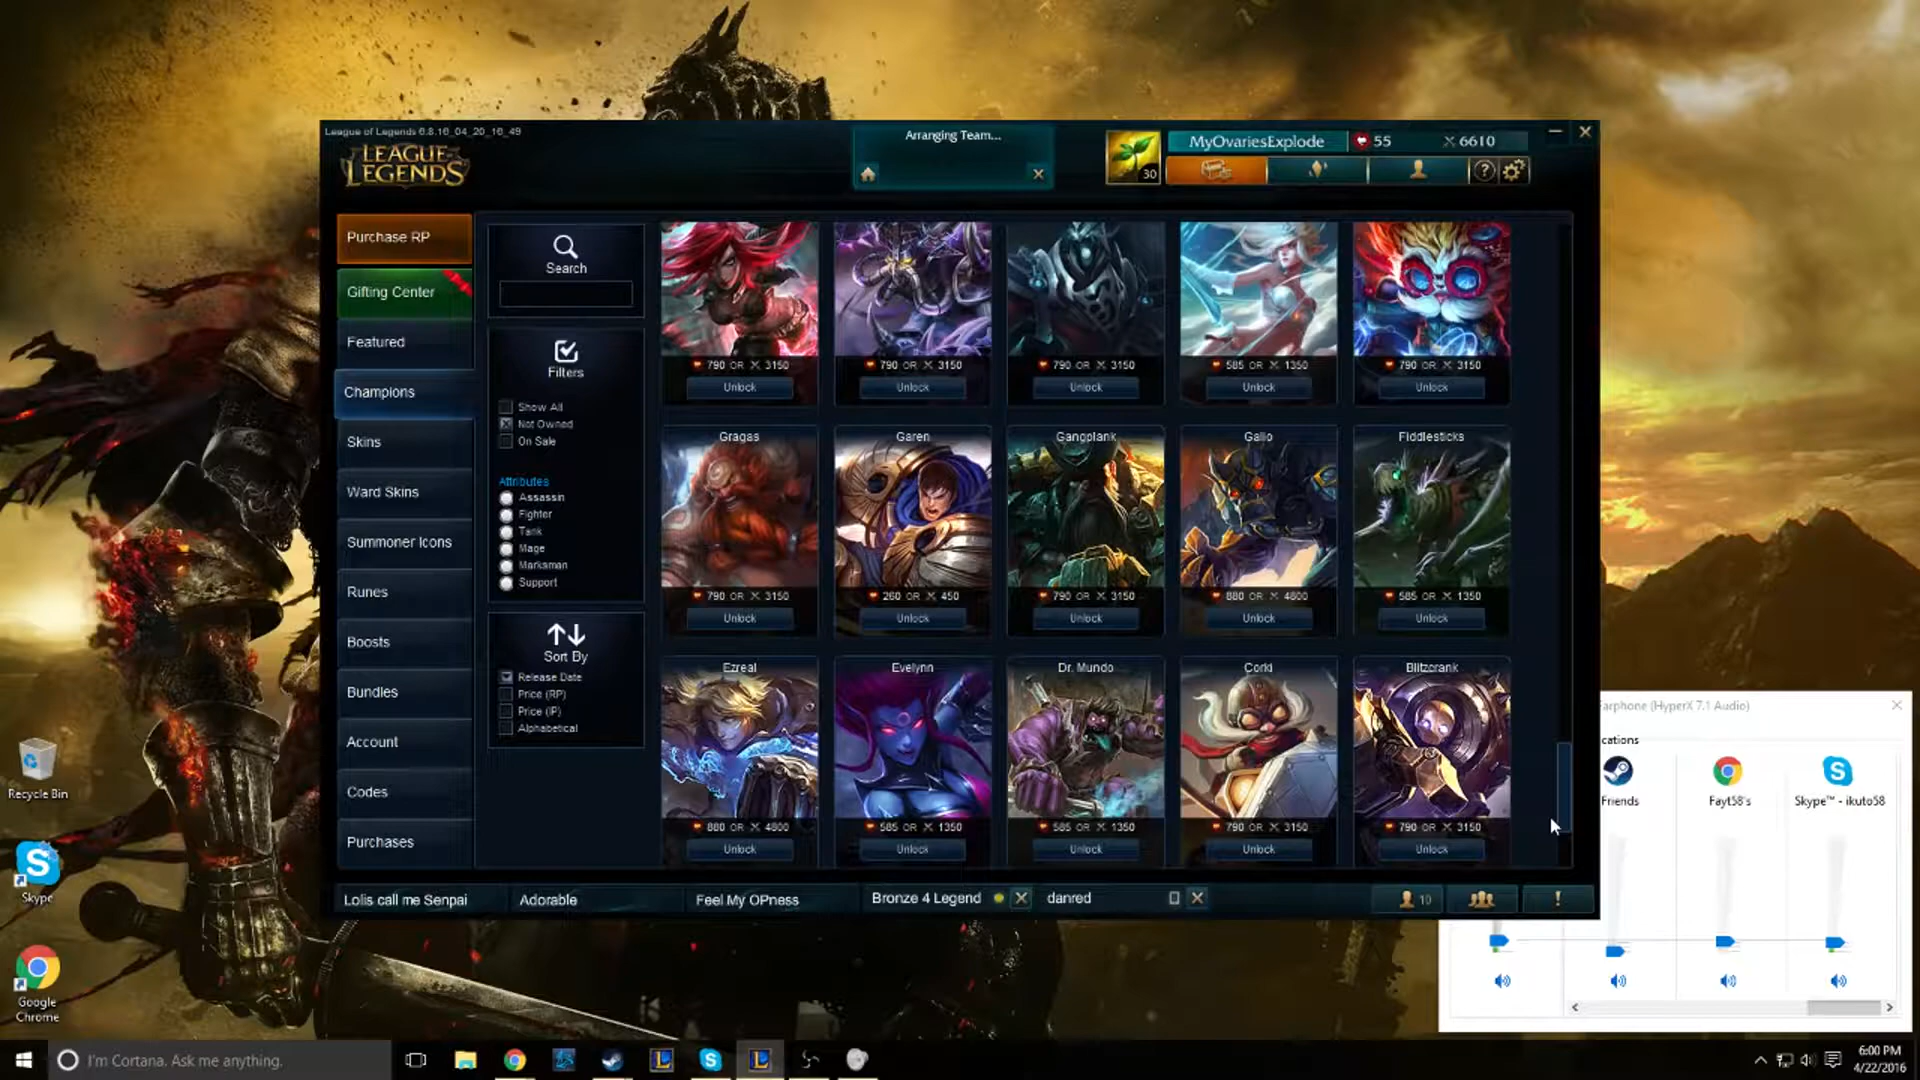 League of Legends 6.8.16_04_20_16_49
LEAGUE of LEGENDS
Arranging Team...
30
MyOvariesExplode
55
6610
?
Purchase RP
Gifting Center
Featured
Champions
Skins
Ward Skins
Summoner Icons
Runes
Boosts
Bundles
Account
Codes
Purchases
Search
Filters
Show All
Not Owned
On Sale
Attributes
Assassin
Fighter
Tank
Mage
Marksman
Support
Sort By
Release Date
Price (RP)
Price (IP)
Alphabetical
790 OR 3150
Unlock
790 OR 3150
Unlock
790 OR 3150
Unlock
585 OR 1350
Unlock
790 OR 3150
Unlock
Gragas
790 OR 3150
Unlock
Garen
260 OR 450
Unlock
Gangplank
790 OR 3150
Unlock
Galio
880 OR 4800
Unlock
Fiddlesticks
585 OR 1350
Unlock
Ezreal
880 OR 4800
Unlock
Evelynn
585 OR 1350
Unlock
Dr. Mundo
585 OR 1350
Unlock
Corki
790 OR 3150
Unlock
Blitzcrank
790 OR 3150
Unlock
Lolis call me Senpai
Adorable
Feel My OPness
Bronze 4 Legend
danred
10
!
arphone (HyperX 7.1 Audio)
cations
Friends
Fayt58's
Skype™ - ikuto58
Recycle Bin
Skype
Google
Chrome
I'm Cortana. Ask me anything.
6:00 PM
4/22/2016